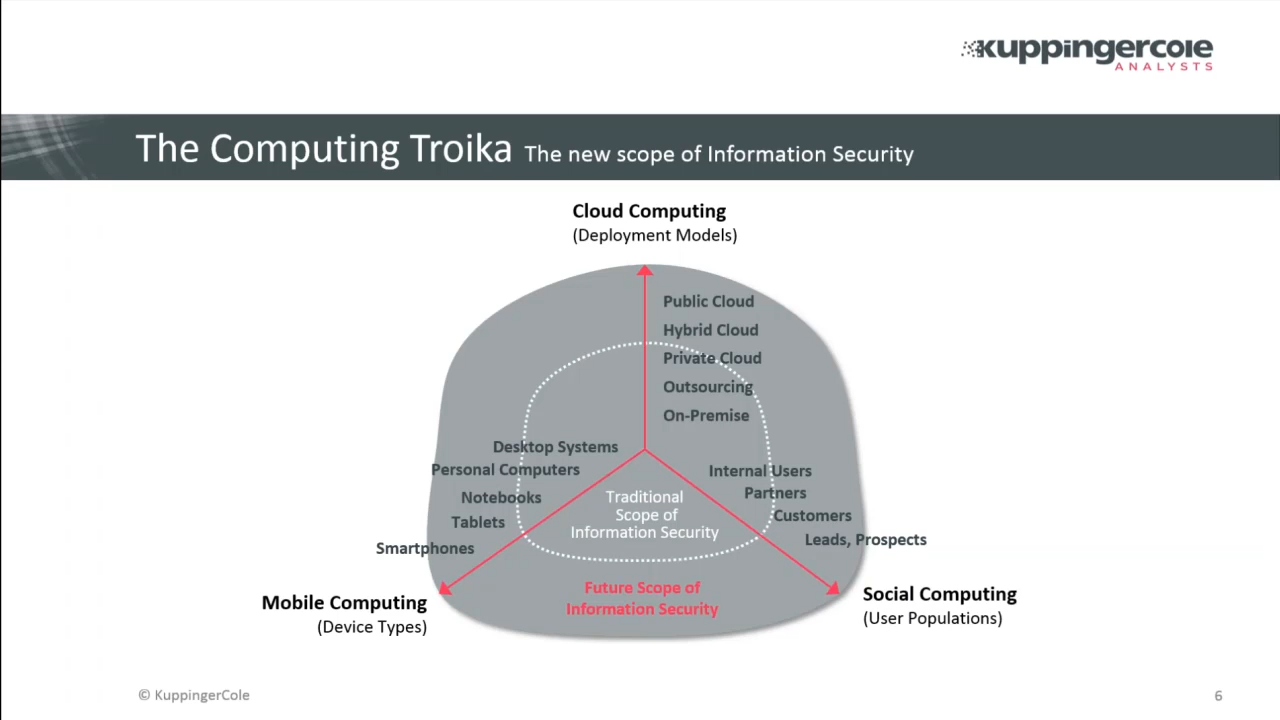 kuppingercole
ANALYSTS
The Computing Troika The new scope of Information Security
Cloud Computing
(Deployment Models)
Public Cloud
Hybrid Cloud
Private Cloud
Outsourcing
On-Premise
Desktop Systems
Personal Computers
Notebooks
Tablets
Smartphones
Mobile Computing
(Device Types)
Internal Users
Partners
Customers
Leads, Prospects
Social Computing
(User Populations)
Traditional
Scope of
Information Security
Future Scope of
Information Security
© KuppingerCole
6